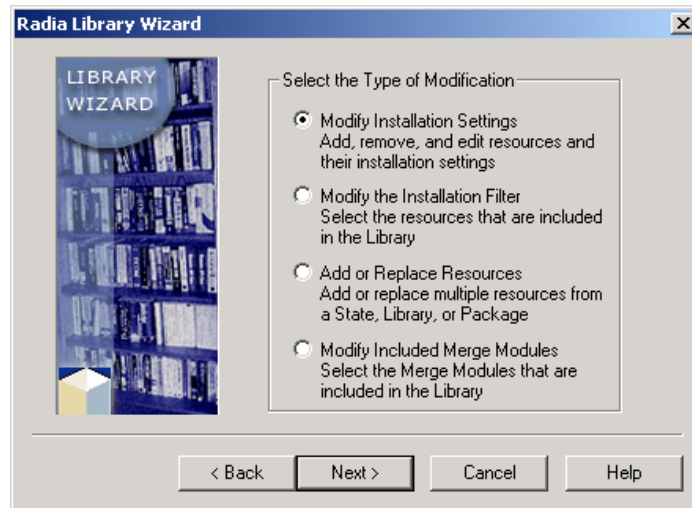 Radia Library Wizard
LIBRARY
WIZARD
Select the Type of Modification
Modify Installation Settings
Add, remove, and edit resources and
their installation settings
Modify the Installation Filter
Select the resources that are included
in the Library
Add or Replace Resources
Add or replace multiple resources from
a State, Library, or Package
Modify Included Merge Modules
Select the Merge Modules that are
included in the Library
< Back
Next >
Cancel
Help